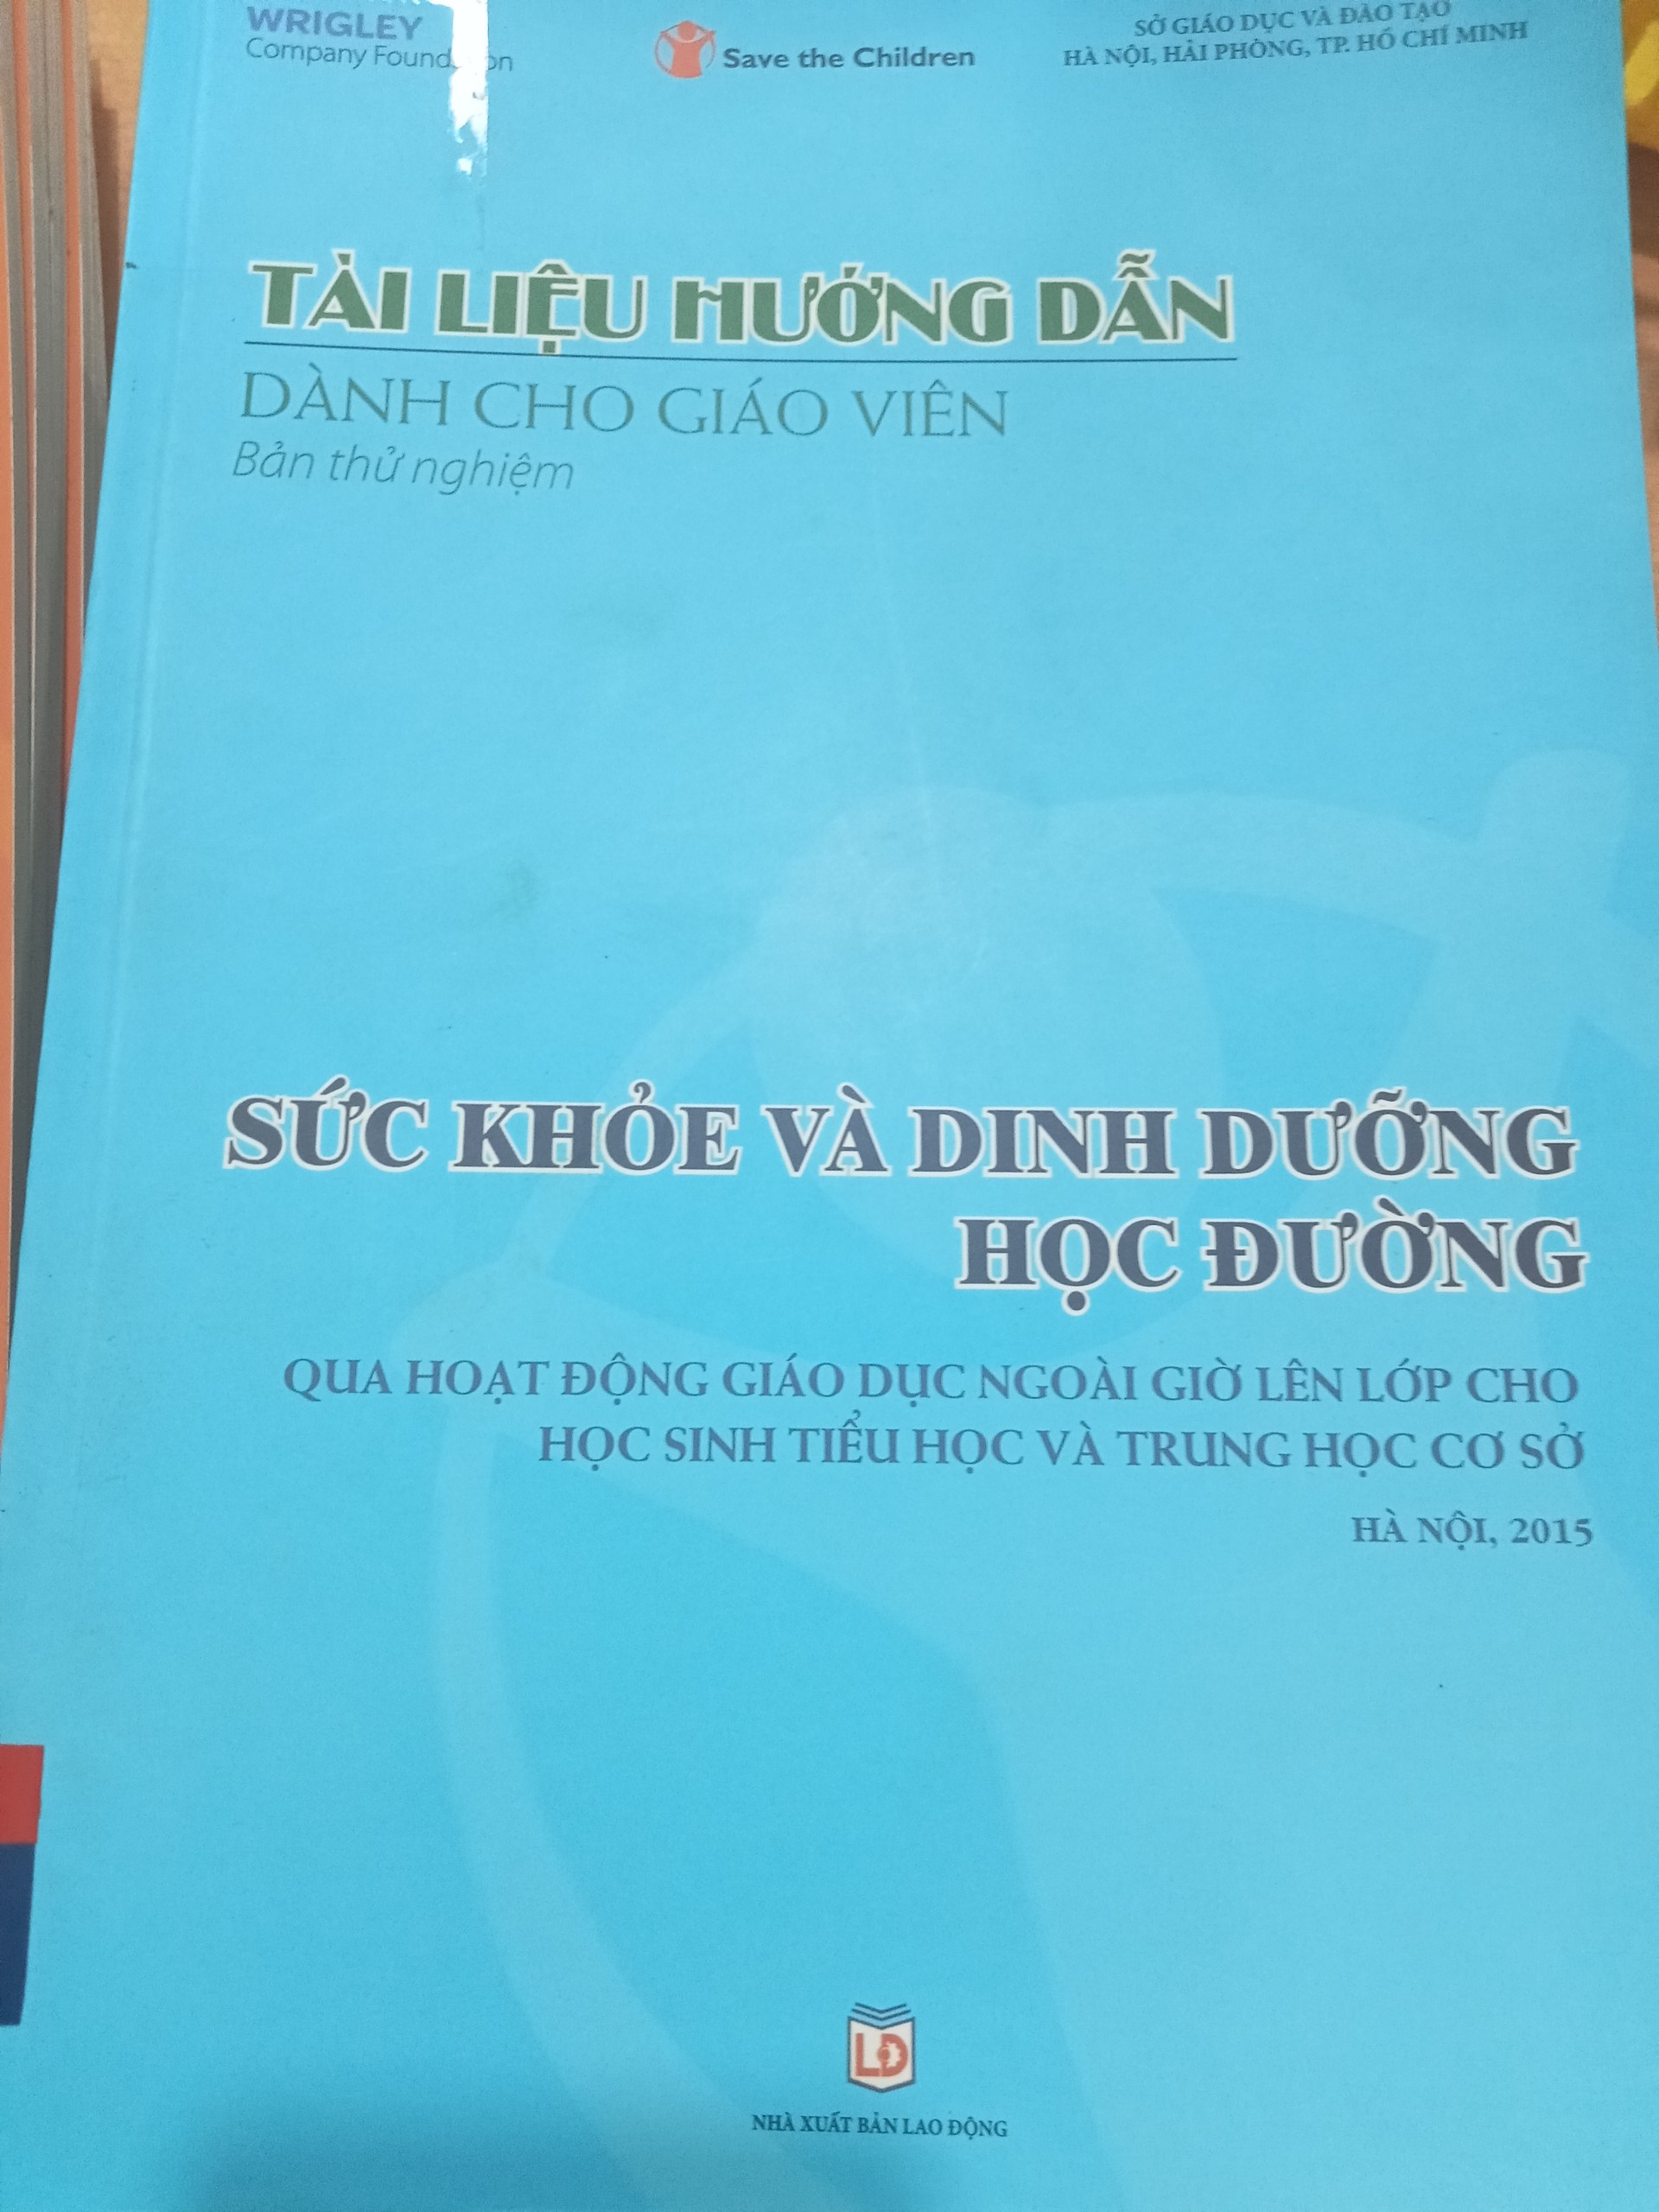 WRIGLEY
Company Foundation
Save the Children
SỞ GIÁO DỤC VÀ ĐÀO TẠO
HÀ NỘI, HẢI PHÒNG, TP. HỒ CHÍ MINH
TÀI LIỆU HƯỚNG DẪN
DÀNH CHO GIÁO VIÊN
Bản thử nghiệm
SỨC KHỎE VÀ DINH DƯỠNG
HỌC ĐƯỜNG
QUA HOẠT ĐỘNG GIÁO DỤC NGOÀI GIỜ LÊN LỚP CHO
HỌC SINH TIỂU HỌC VÀ TRUNG HỌC CƠ SỞ
HÀ NỘI, 2015
LĐ
NHÀ XUẤT BẢN LAO ĐỘNG